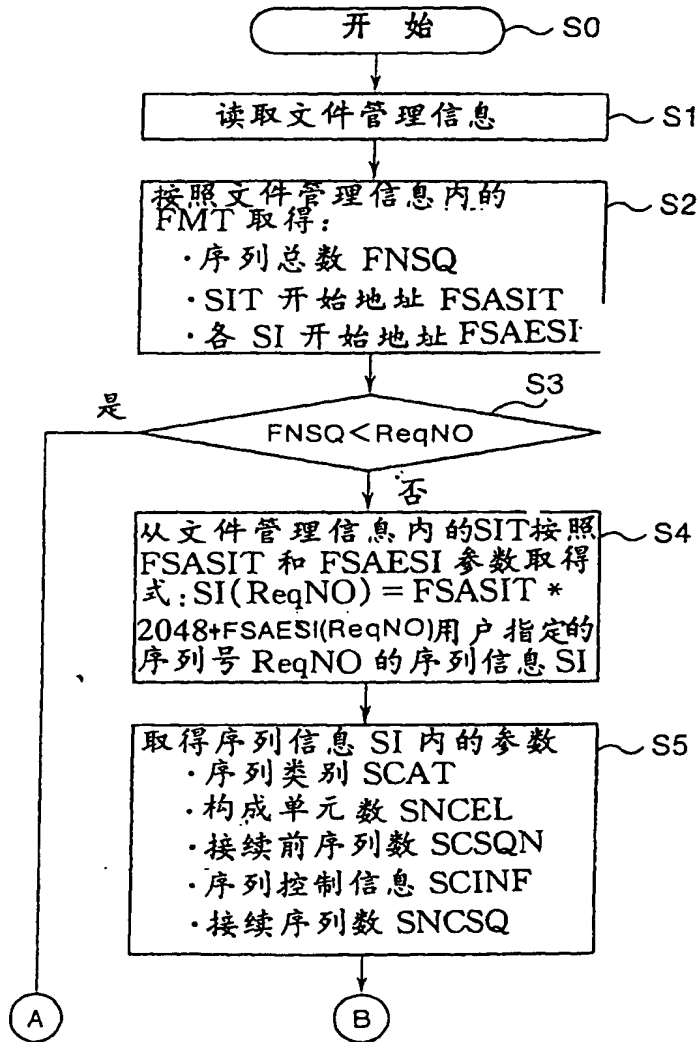 开 始
S0
读取文件管理信息
S1
按照文件管理信息内的
FMT 取得:
·序列总数 FNSQ
·SIT 开始地址 FSASIT
·各 SI 开始地址 FSAESI
S2
S3
是
FNSQ<ReqNO
否
从文件管理信息内的SIT按照
FSASIT 和 FSAESI 参数取得
式:SI(ReqNO)=FSASIT *
2048+FSAESI(ReqNO)用户指定的
序列号 ReqNO 的序列信息 SI
S4
取得序列信息 SI 内的参数
·序列类别 SCAT
·构成单元数 SNCEL
·接续前序列数 SCSQN
·序列控制信息 SCINF
·接续序列数 SNCSQ
S5
A
B